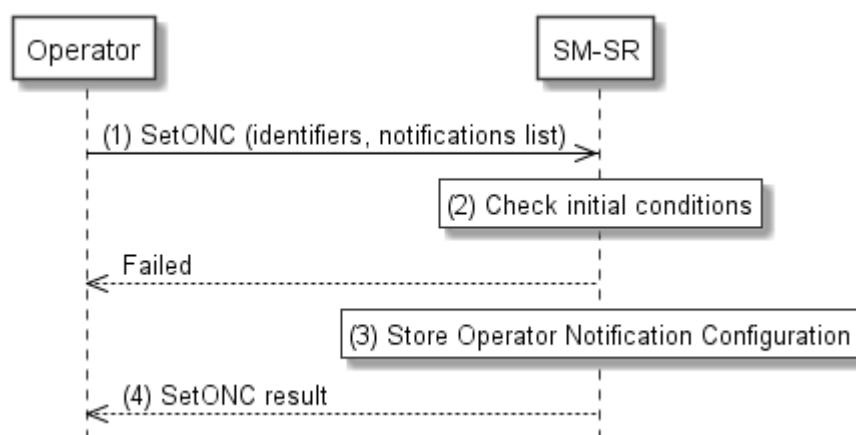 Operator
SM-SR
(1) SetONC (identifiers, notifications list)
(2) Check initial conditions
Failed
(3) Store Operator Notification Configuration
(4) SetONC result